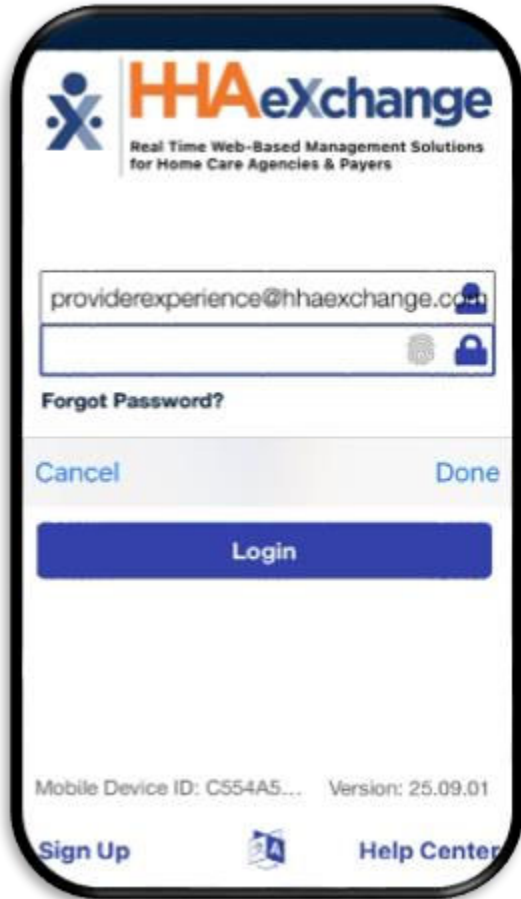 HHAeXchange
Real Time Web-Based Management Solutions
for Home Care Agencies & Payers
providerexperience@hhaexchange.com
Forgot Password?
Cancel Done
Login
Mobile Device ID: C554A5... Version: 25.09.01
Sign Up A Help Center